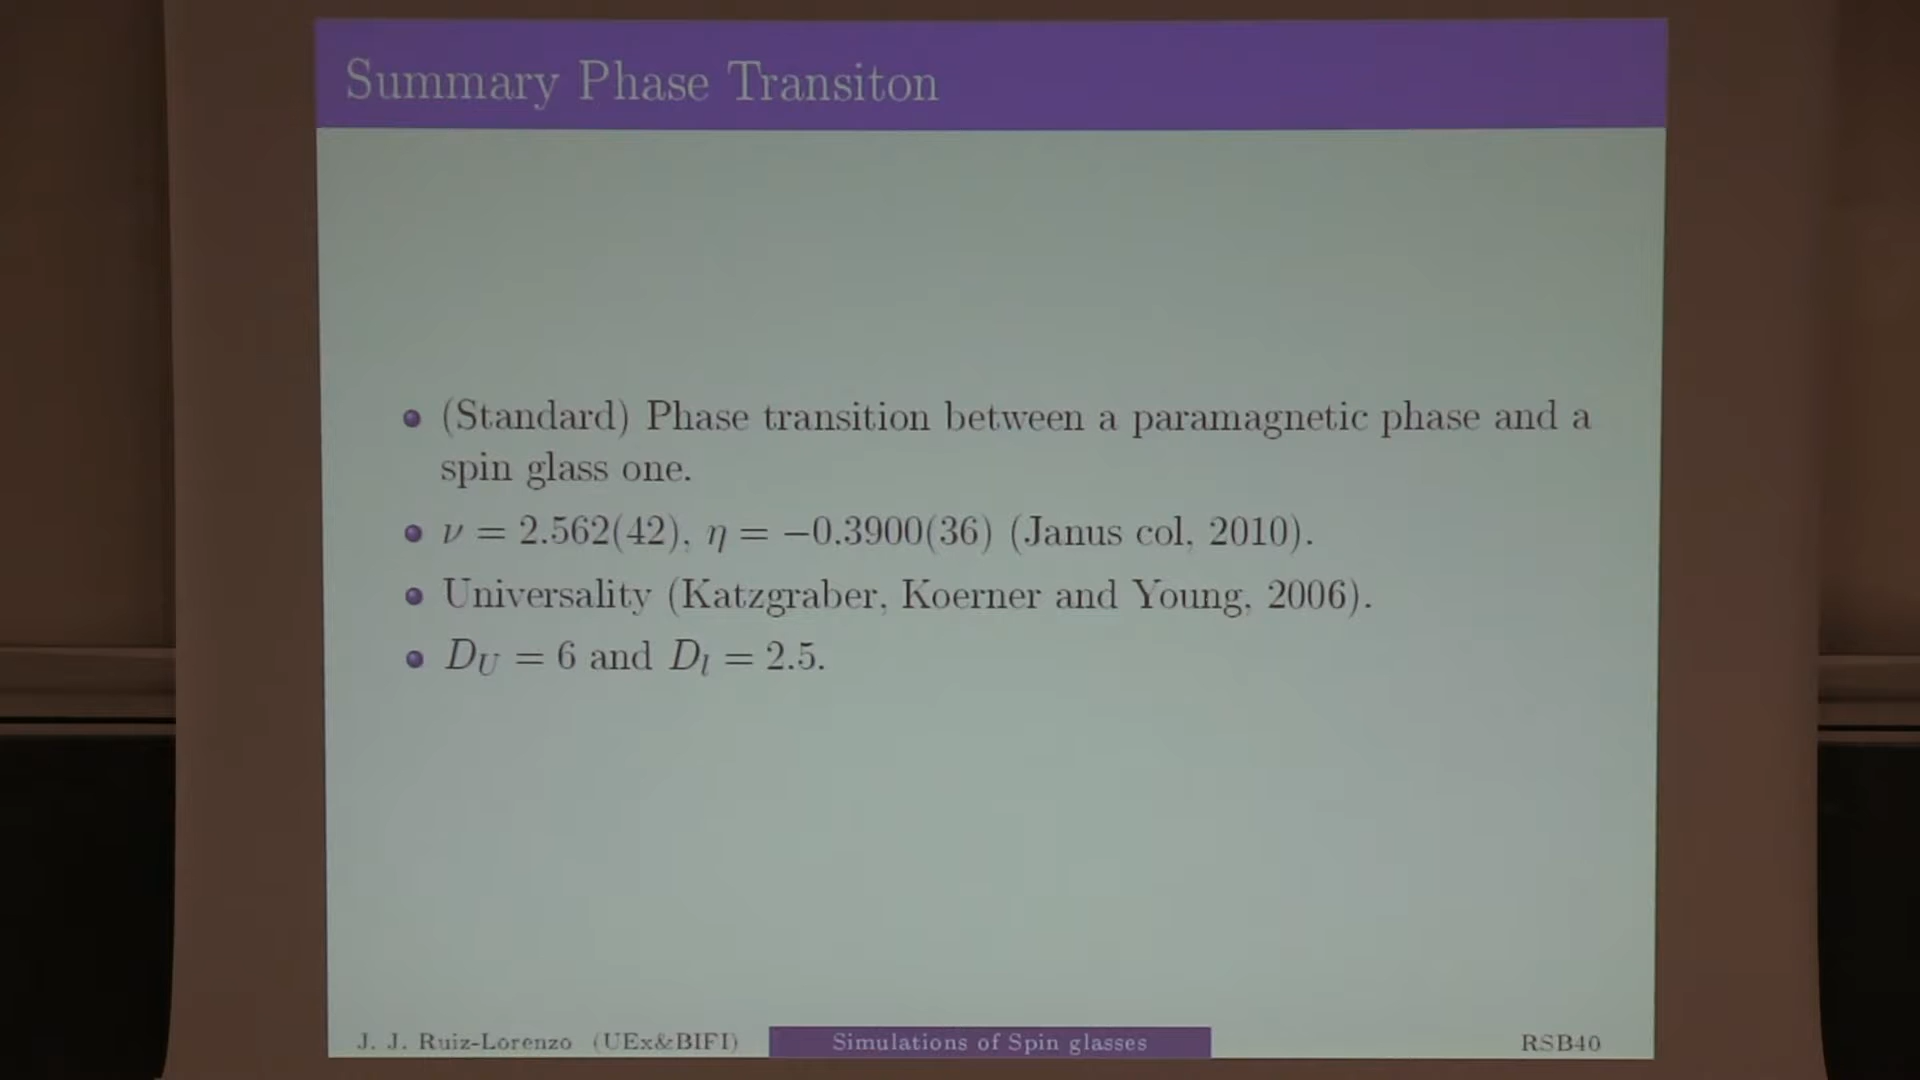 Summary Phase Transiton
(Standard) Phase transition between a paramagnetic phase and a
spin glass one.
ν = 2.562(42), η = −0.3900(36) (Janus col, 2010).
Universality (Katzgraber, Koerner and Young, 2006).
D_U = 6 and D_l = 2.5.
J. J. Ruiz-Lorenzo (UEx&BIFI) Simulations of Spin glasses RSB40